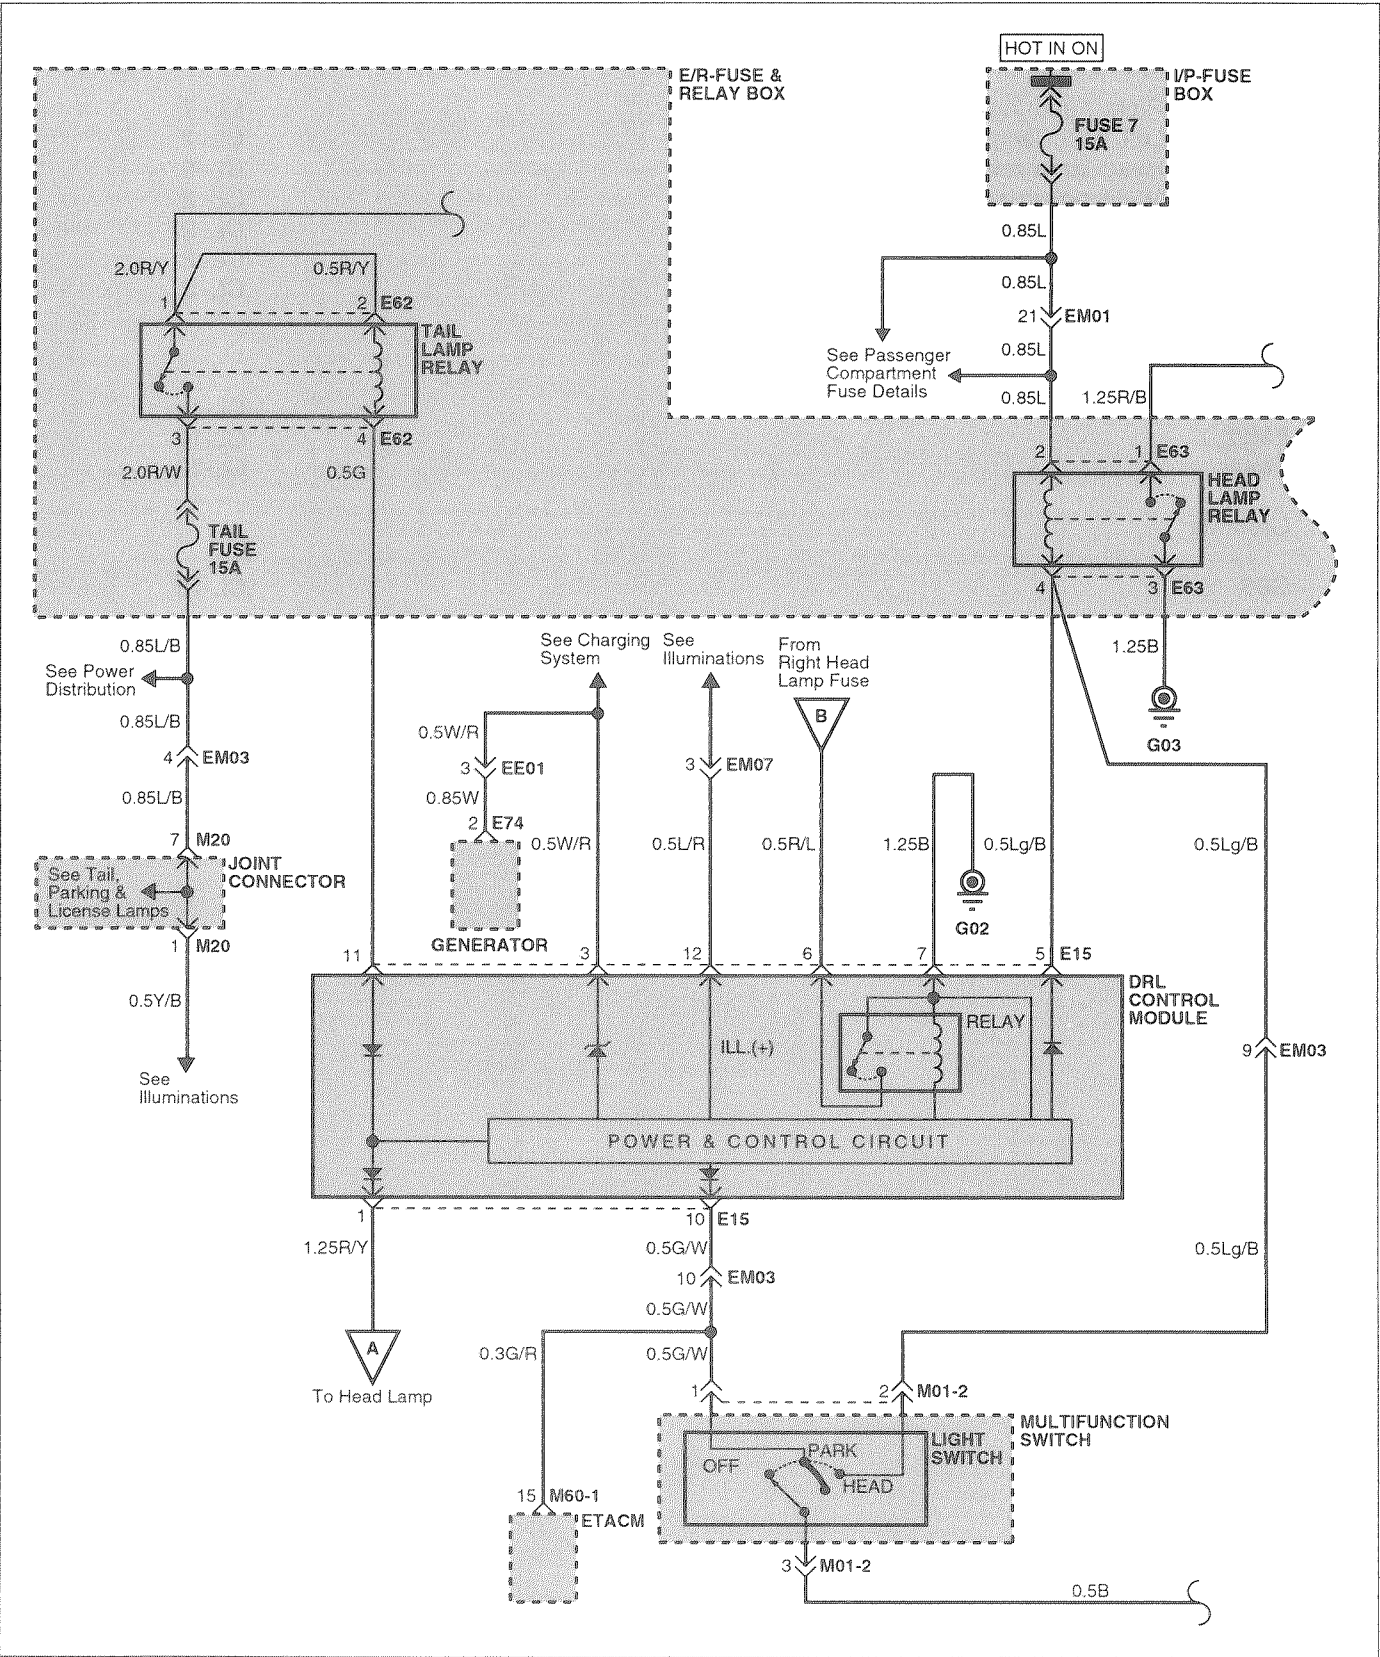 HOT IN ON
E/R-FUSE &
RELAY BOX
I/P-FUSE
BOX
FUSE 7
15A
0.85L
2.0R/Y
0.5R/Y
0.85L
1
2
E62
21
EM01
TAIL
LAMP
RELAY
0.85L
See Passenger
Compartment
Fuse Details
0.85L
1.25R/B
3
4
E62
2
1
E63
2.0R/W
0.5G
HEAD
LAMP
RELAY
TAIL
FUSE
15A
4
3
E63
0.85L/B
See Charging
System
See
Illuminations
From
Right Head
Lamp Fuse
1.25B
See Power
Distribution
0.85L/B
0.5W/R
B
G03
4
EM03
3
EE01
3
EM07
0.85L/B
0.85W
7
M20
2
E74
0.5W/R
0.5L/R
0.5R/L
1.25B
0.5Lg/B
0.5Lg/B
JOINT
CONNECTOR
See Tail,
Parking &
License Lamps
G02
1
M20
GENERATOR
11
3
12
6
7
5
E15
DRL
CONTROL
MODULE
0.5Y/B
RELAY
ILL.(+)
9
EM03
See
Illuminations
POWER & CONTROL CIRCUIT
1
10
E15
1.25R/Y
0.5G/W
0.5Lg/B
10
EM03
0.5G/W
A
0.3G/R
0.5G/W
To Head Lamp
1
2
M01-2
MULTIFUNCTION
SWITCH
LIGHT
SWITCH
PARK
OFF
HEAD
15
M60-1
ETACM
3
M01-2
0.5B